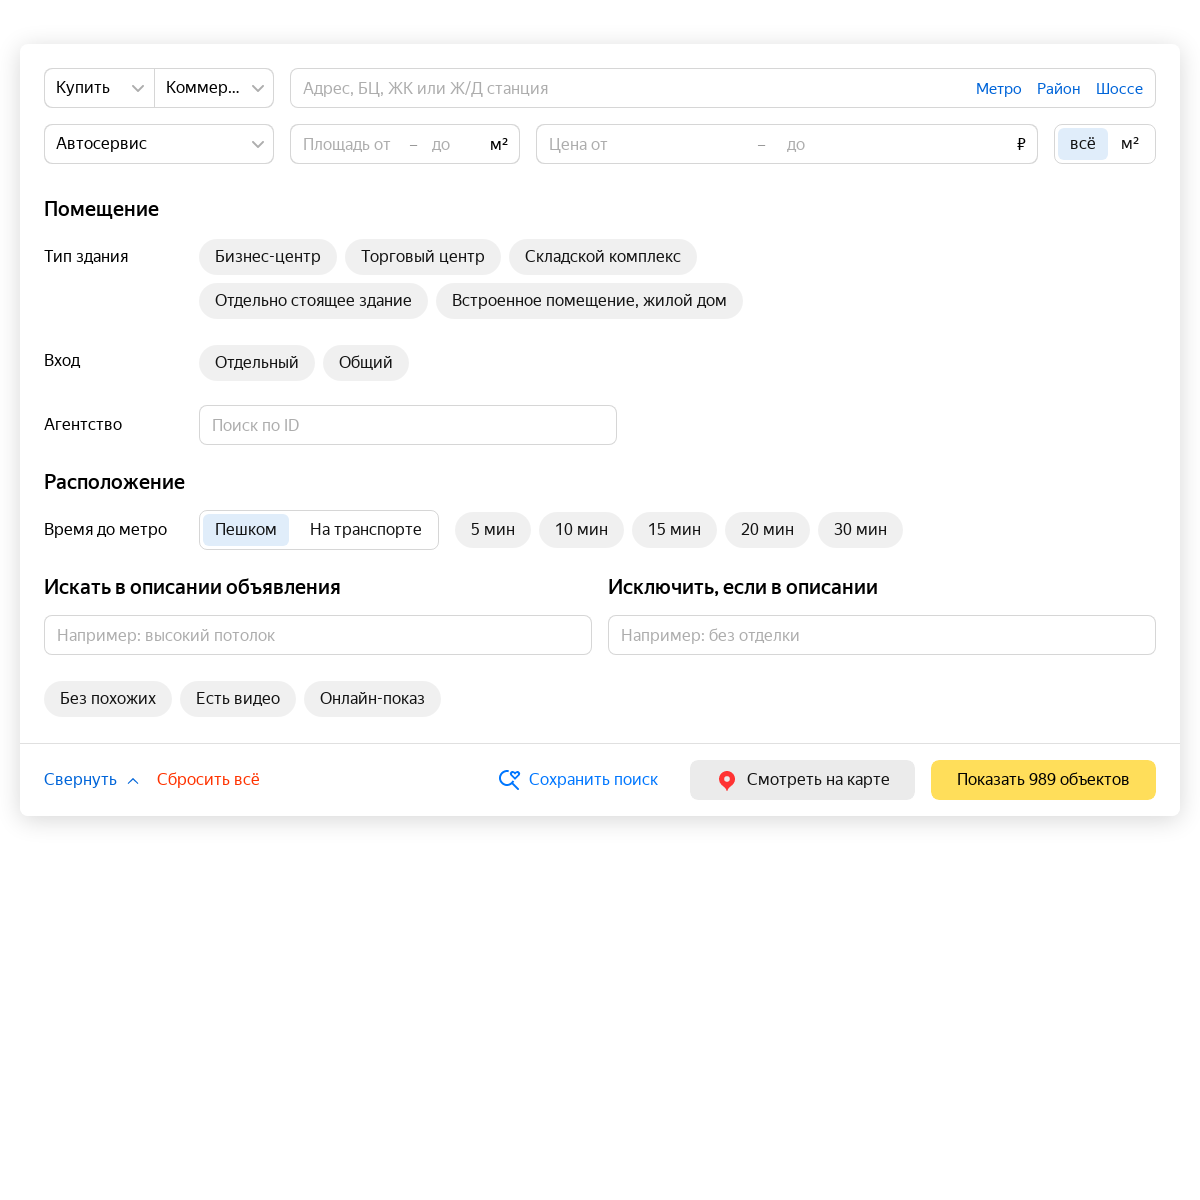 Купить Коммер... Адрес, БЦ, ЖК или Ж/Д станция Метро Район Шоссе
Автосервис Площадь от – до м² Цена от – до ₽ всё м²
Помещение
Тип здания Бизнес-центр Торговый центр Складской комплекс
Отдельно стоящее здание Встроенное помещение, жилой дом
Вход Отдельный Общий
Агентство Поиск по ID
Расположение
Время до метро Пешком На транспорте 5 мин 10 мин 15 мин 20 мин 30 мин
Искать в описании объявления Исключить, если в описании
Например: высокий потолок Например: без отделки
Без похожих Есть видео Онлайн-показ
Свернуть Сбросить всё Сохранить поиск Смотреть на карте Показать 989 объектов